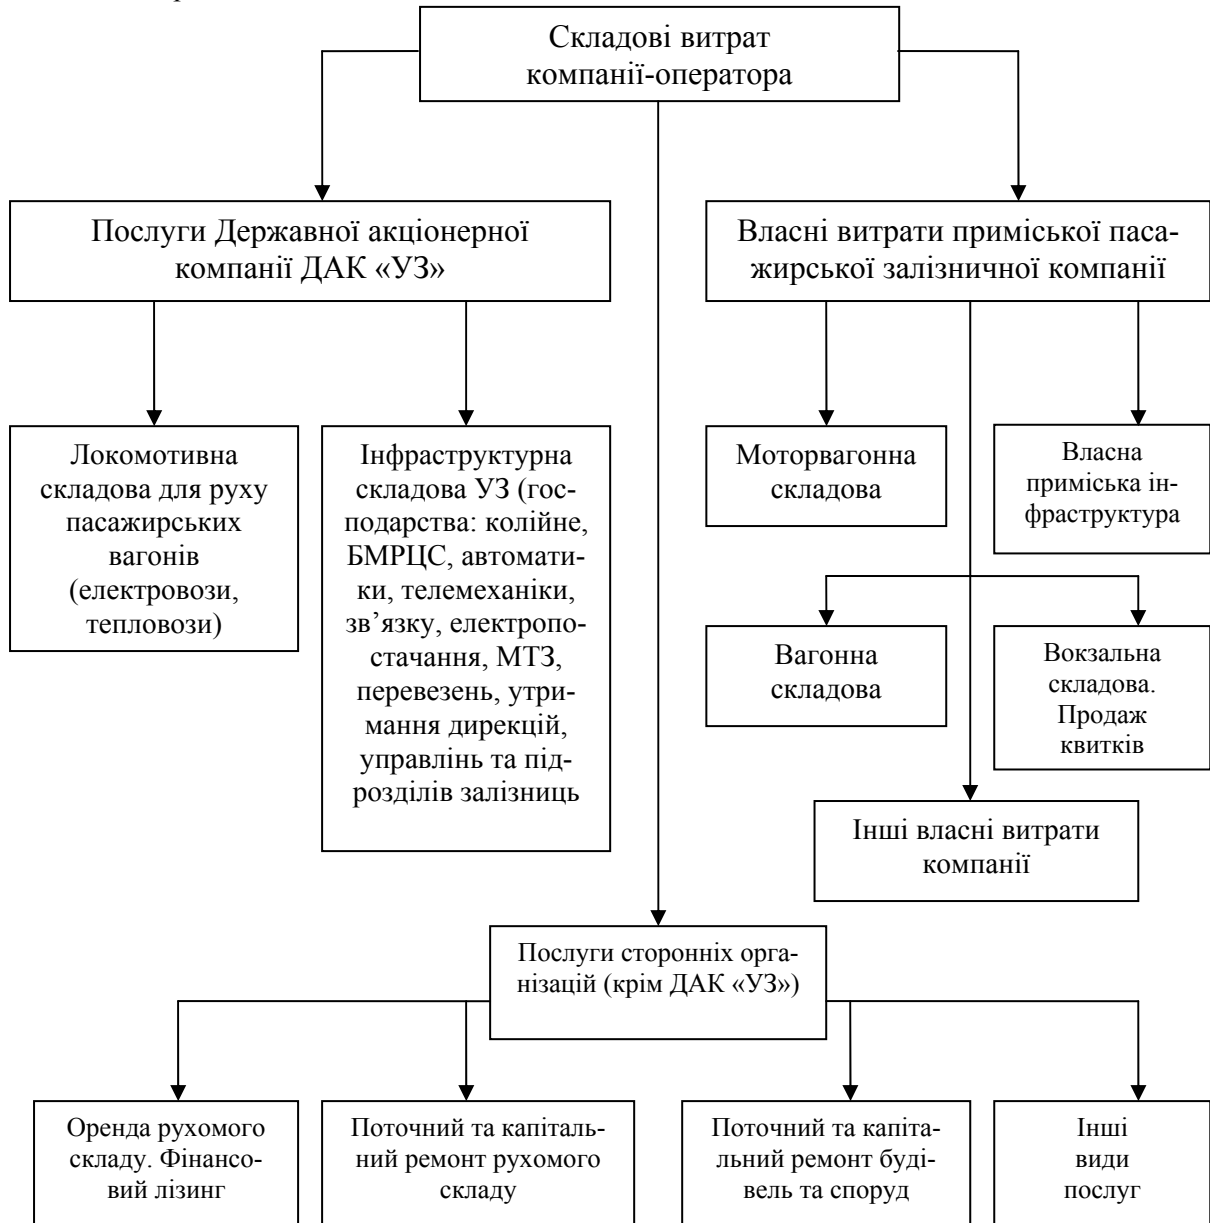 Складові витрат
компанії-оператора
Послуги Державної акціонерної
компанії ДАК «УЗ»
Власні витрати приміської паса-
жирської залізничної компанії
Локомотивна
складова для руху
пасажирських
вагонів
(електровози,
тепловози)
Інфраструктурна
складова УЗ (гос-
подарства: колійне,
БМРЦС, автомати-
ки, телемеханіки,
зв’язку, електропо-
стачання, МТЗ,
перевезень, утри-
мання дирекцій,
управлінь та під-
розділів залізниць
Моторвагонна
складова
Власна
приміська ін-
фраструктура
Вагонна
складова
Вокзальна
складова.
Продаж
квитків
Інші власні витрати
компанії
Послуги сторонніх орга-
нізацій (крім ДАК «УЗ»)
Оренда рухомого
складу. Фінансо-
вий лізинг
Поточний та капіталь-
ний ремонт рухомого
складу
Поточний та капіта-
льний ремонт буді-
вель та споруд
Інші
види
послуг